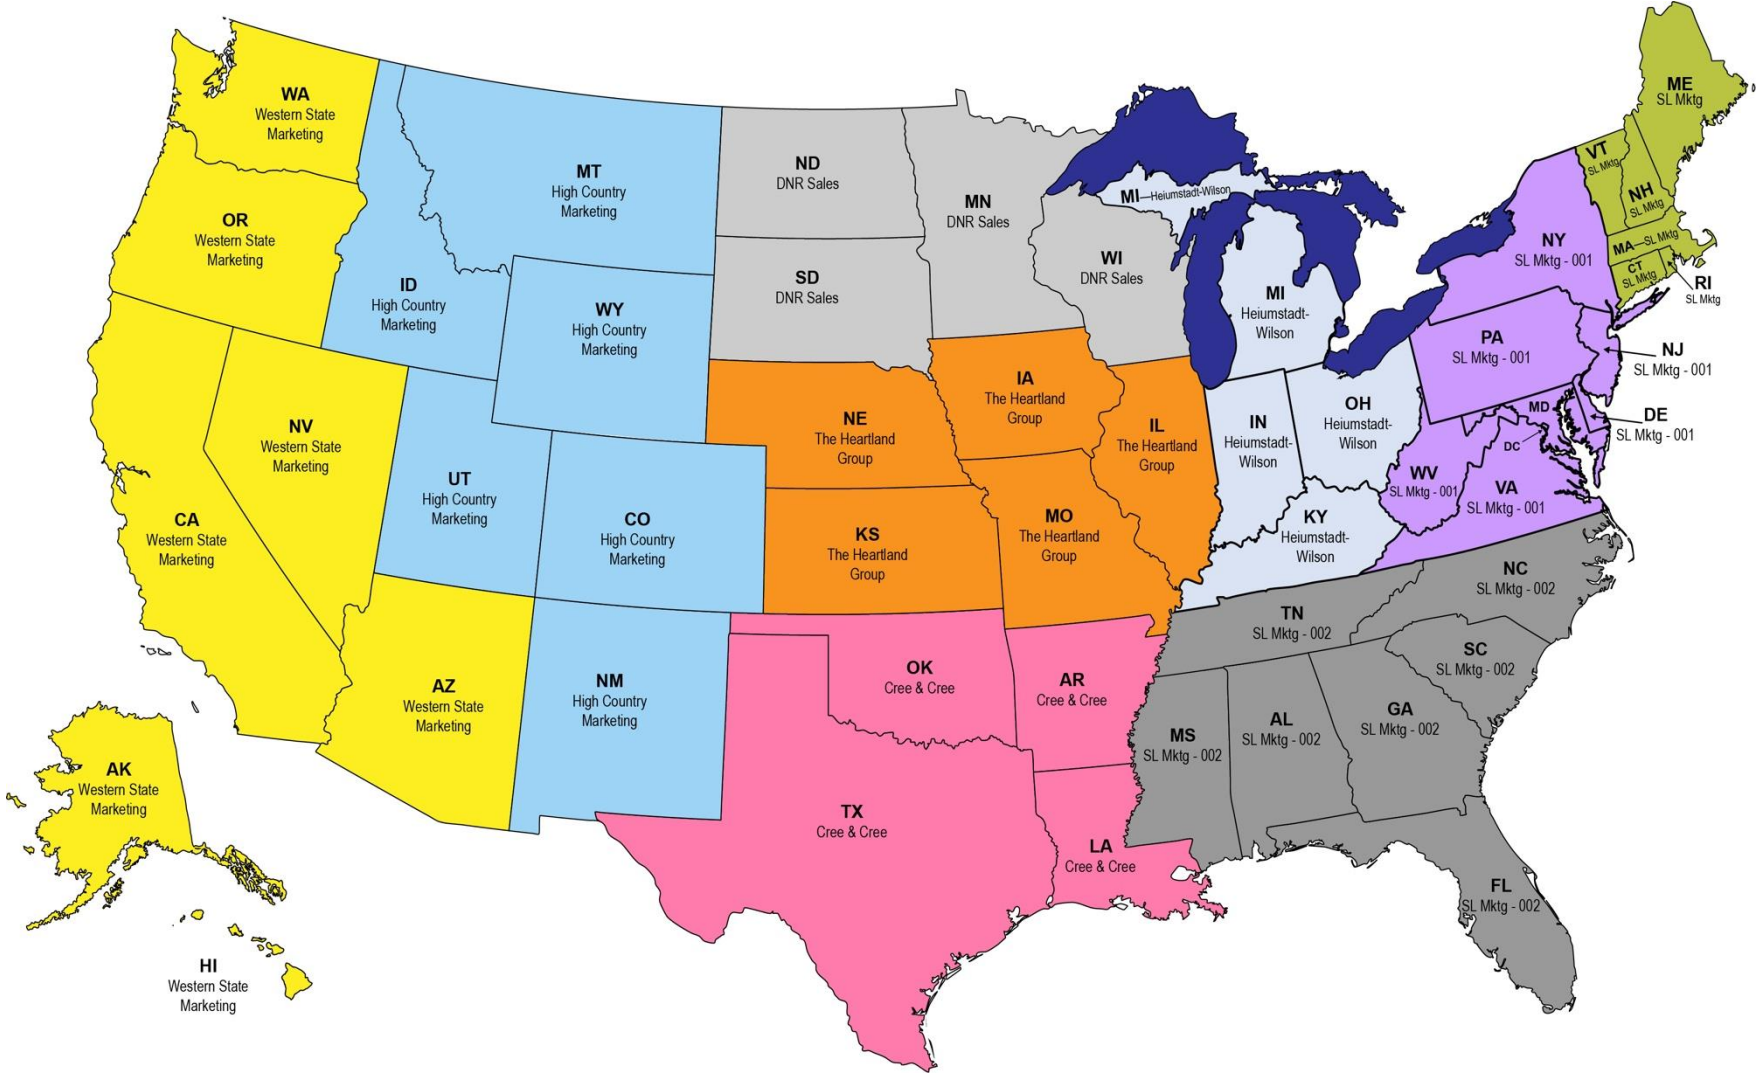 WA
Western State
Marketing
OR
Western State
Marketing
CA
Western State
Marketing
NV
Western State
Marketing
AZ
Western State
Marketing
AK
Western State
Marketing
HI
Western State
Marketing
MT
High Country
Marketing
ID
High Country
Marketing
WY
High Country
Marketing
UT
High Country
Marketing
CO
High Country
Marketing
NM
High Country
Marketing
ND
DNR Sales
SD
DNR Sales
MN
DNR Sales
WI
DNR Sales
NE
The Heartland
Group
KS
The Heartland
Group
IA
The Heartland
Group
MO
The Heartland
Group
IL
The Heartland
Group
OK
Cree & Cree
TX
Cree & Cree
AR
Cree & Cree
LA
Cree & Cree
MI—Heiumstadt-Wilson
MI
Heiumstadt-
Wilson
IN
Heiumstadt-
Wilson
OH
Heiumstadt-
Wilson
KY
Heiumstadt-
Wilson
NY
SL Mktg - 001
PA
SL Mktg - 001
NJ
SL Mktg - 001
MD
DE
SL Mktg - 001
DC
WV
SL Mktg - 001
VA
SL Mktg - 001
ME
SL Mktg
VT
SL Mktg
NH
SL Mktg
MA—SL Mktg
CT
SL Mktg
RI
SL Mktg
NC
SL Mktg - 002
TN
SL Mktg - 002
SC
SL Mktg - 002
GA
SL Mktg - 002
AL
SL Mktg - 002
MS
SL Mktg - 002
FL
SL Mktg - 002